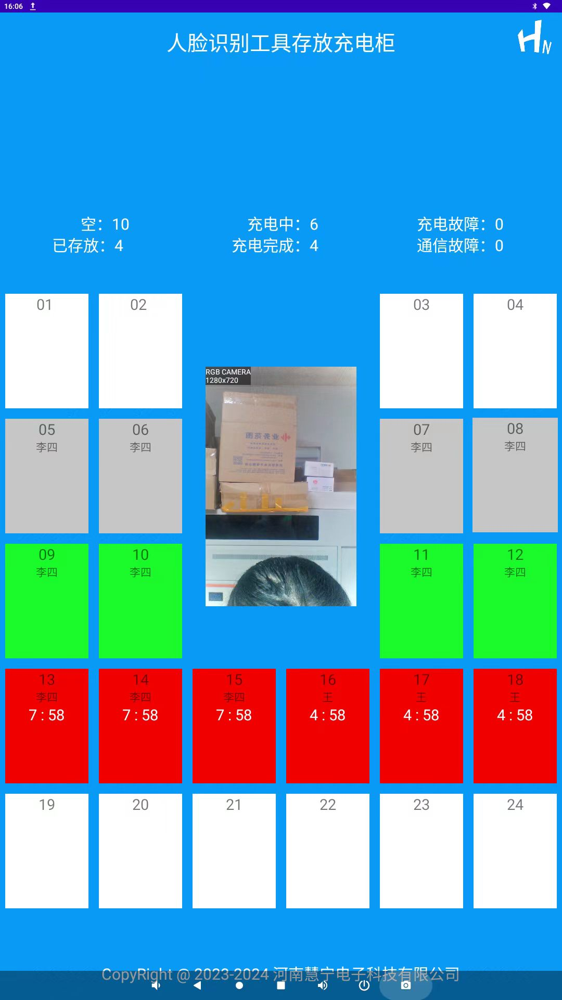 16:06
人脸识别工具存放充电柜
HN
空：10
充电中：6
充电故障：0
已存放：4
充电完成：4
通信故障：0
01
02
03
04
RGB CAMERA
1280x720
业务范围
05
李四
06
李四
07
李四
08
李四
09
李四
10
李四
11
李四
12
李四
13
李四
7 : 58
14
李四
7 : 58
15
李四
7 : 58
16
王
4 : 58
17
王
4 : 58
18
王
4 : 58
19
20
21
22
23
24
CopyRight @ 2023-2024 河南慧宁电子科技有限公司